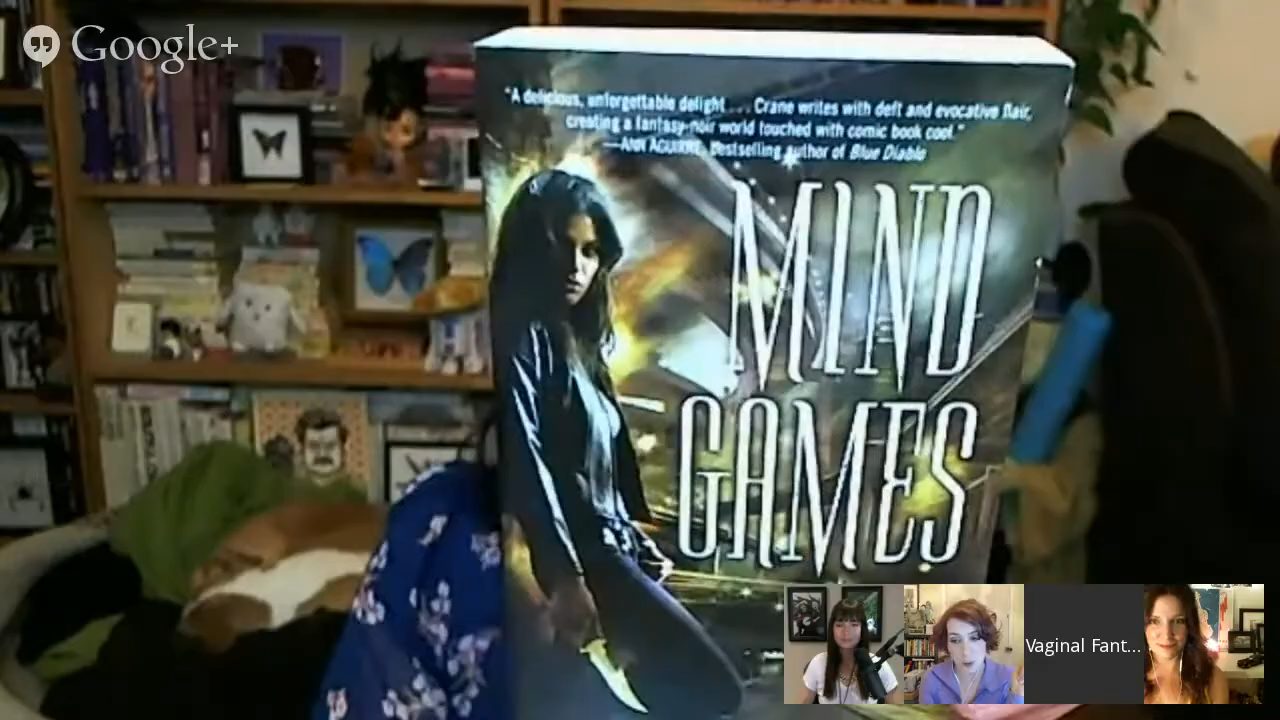 Google+
"A delicious, unforgettable delight . . . Crane writes with deft and evocative flair,
creating a fantasy-noir world touched with comic book cool."
—ANN AGUIRRE, bestselling author of Blue Diablo
MIND
GAMES
Vaginal Fant...